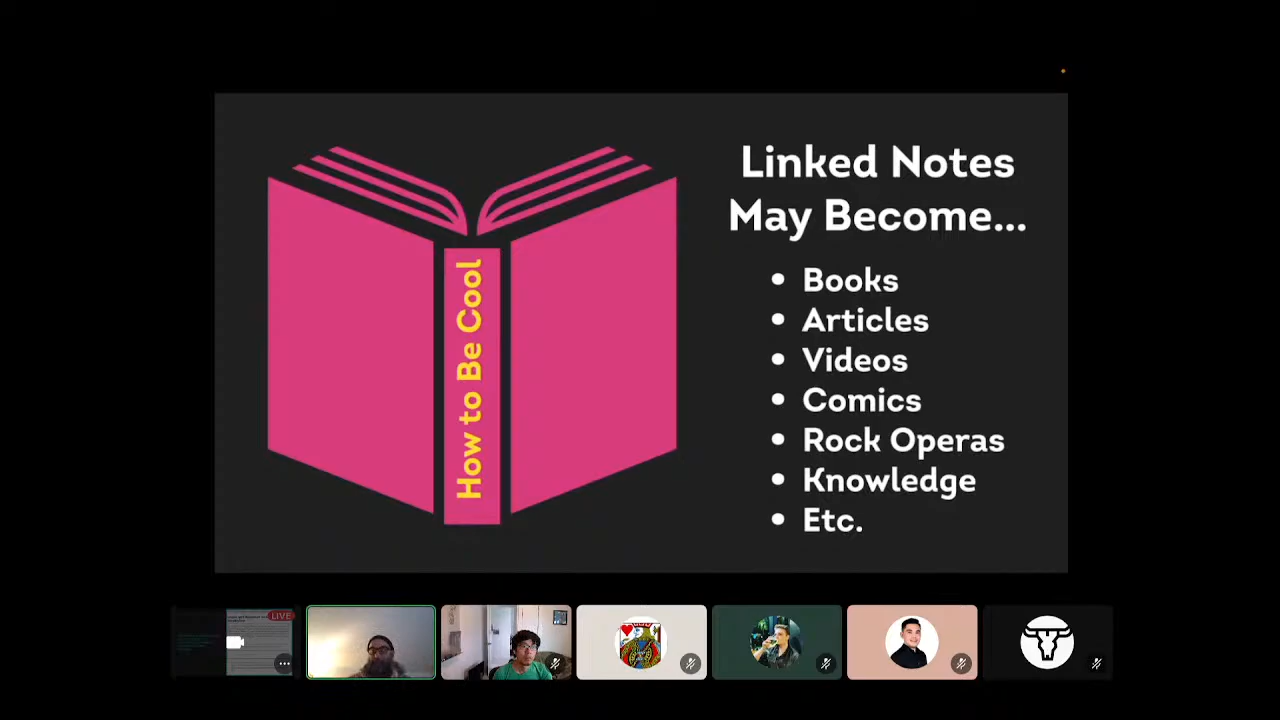 Linked Notes
May Become...
• Books
• Articles
• Videos
• Comics
• Rock Operas
• Knowledge
• Etc.
How to Be Cool
LIVE